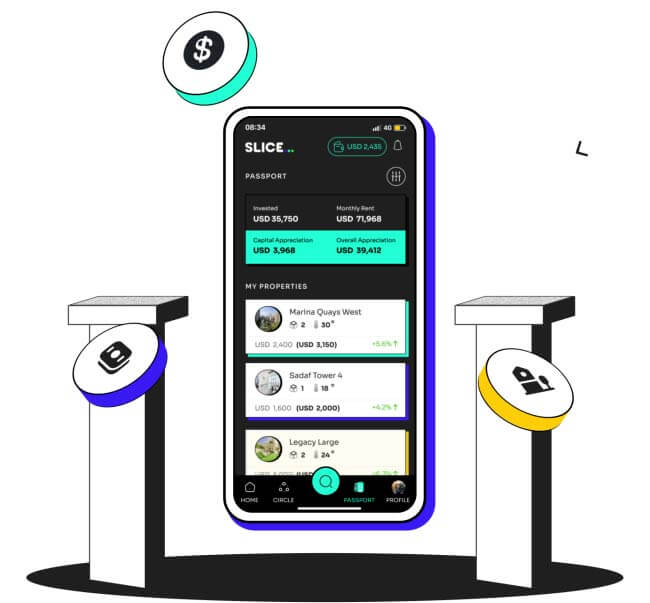 $
08:34
4G
SLICE
USD 2,435
PASSPORT
Invested
Monthly Rent
USD 35,750
USD 71,968
Capital Appreciation
Overall Appreciation
USD 3,968
USD 39,412
MY PROPERTIES
Marina Quays West
2 30°
USD 2,400 (USD 3,150) +5.6% ↑
Sadaf Tower 4
1 18°
USD 1,600 (USD 2,000) +4.2% ↑
Legacy Large
2 24°
HOME
CIRCLE
PASSPORT
PROFILE